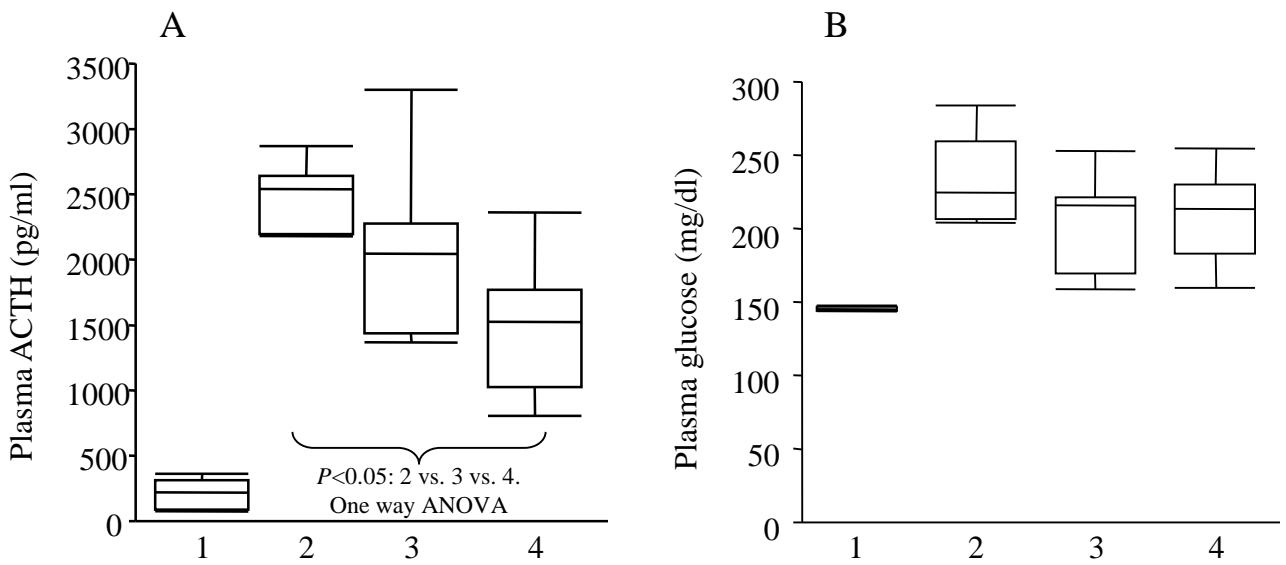 A
3500
3000
2500
2000
1500
1000
500
0
Plasma ACTH (pg/ml)
P<0.05: 2 vs. 3 vs. 4.
One way ANOVA
1 2 3 4
B
300
250
200
150
100
50
0
Plasma glucose (mg/dl)
1 2 3 4